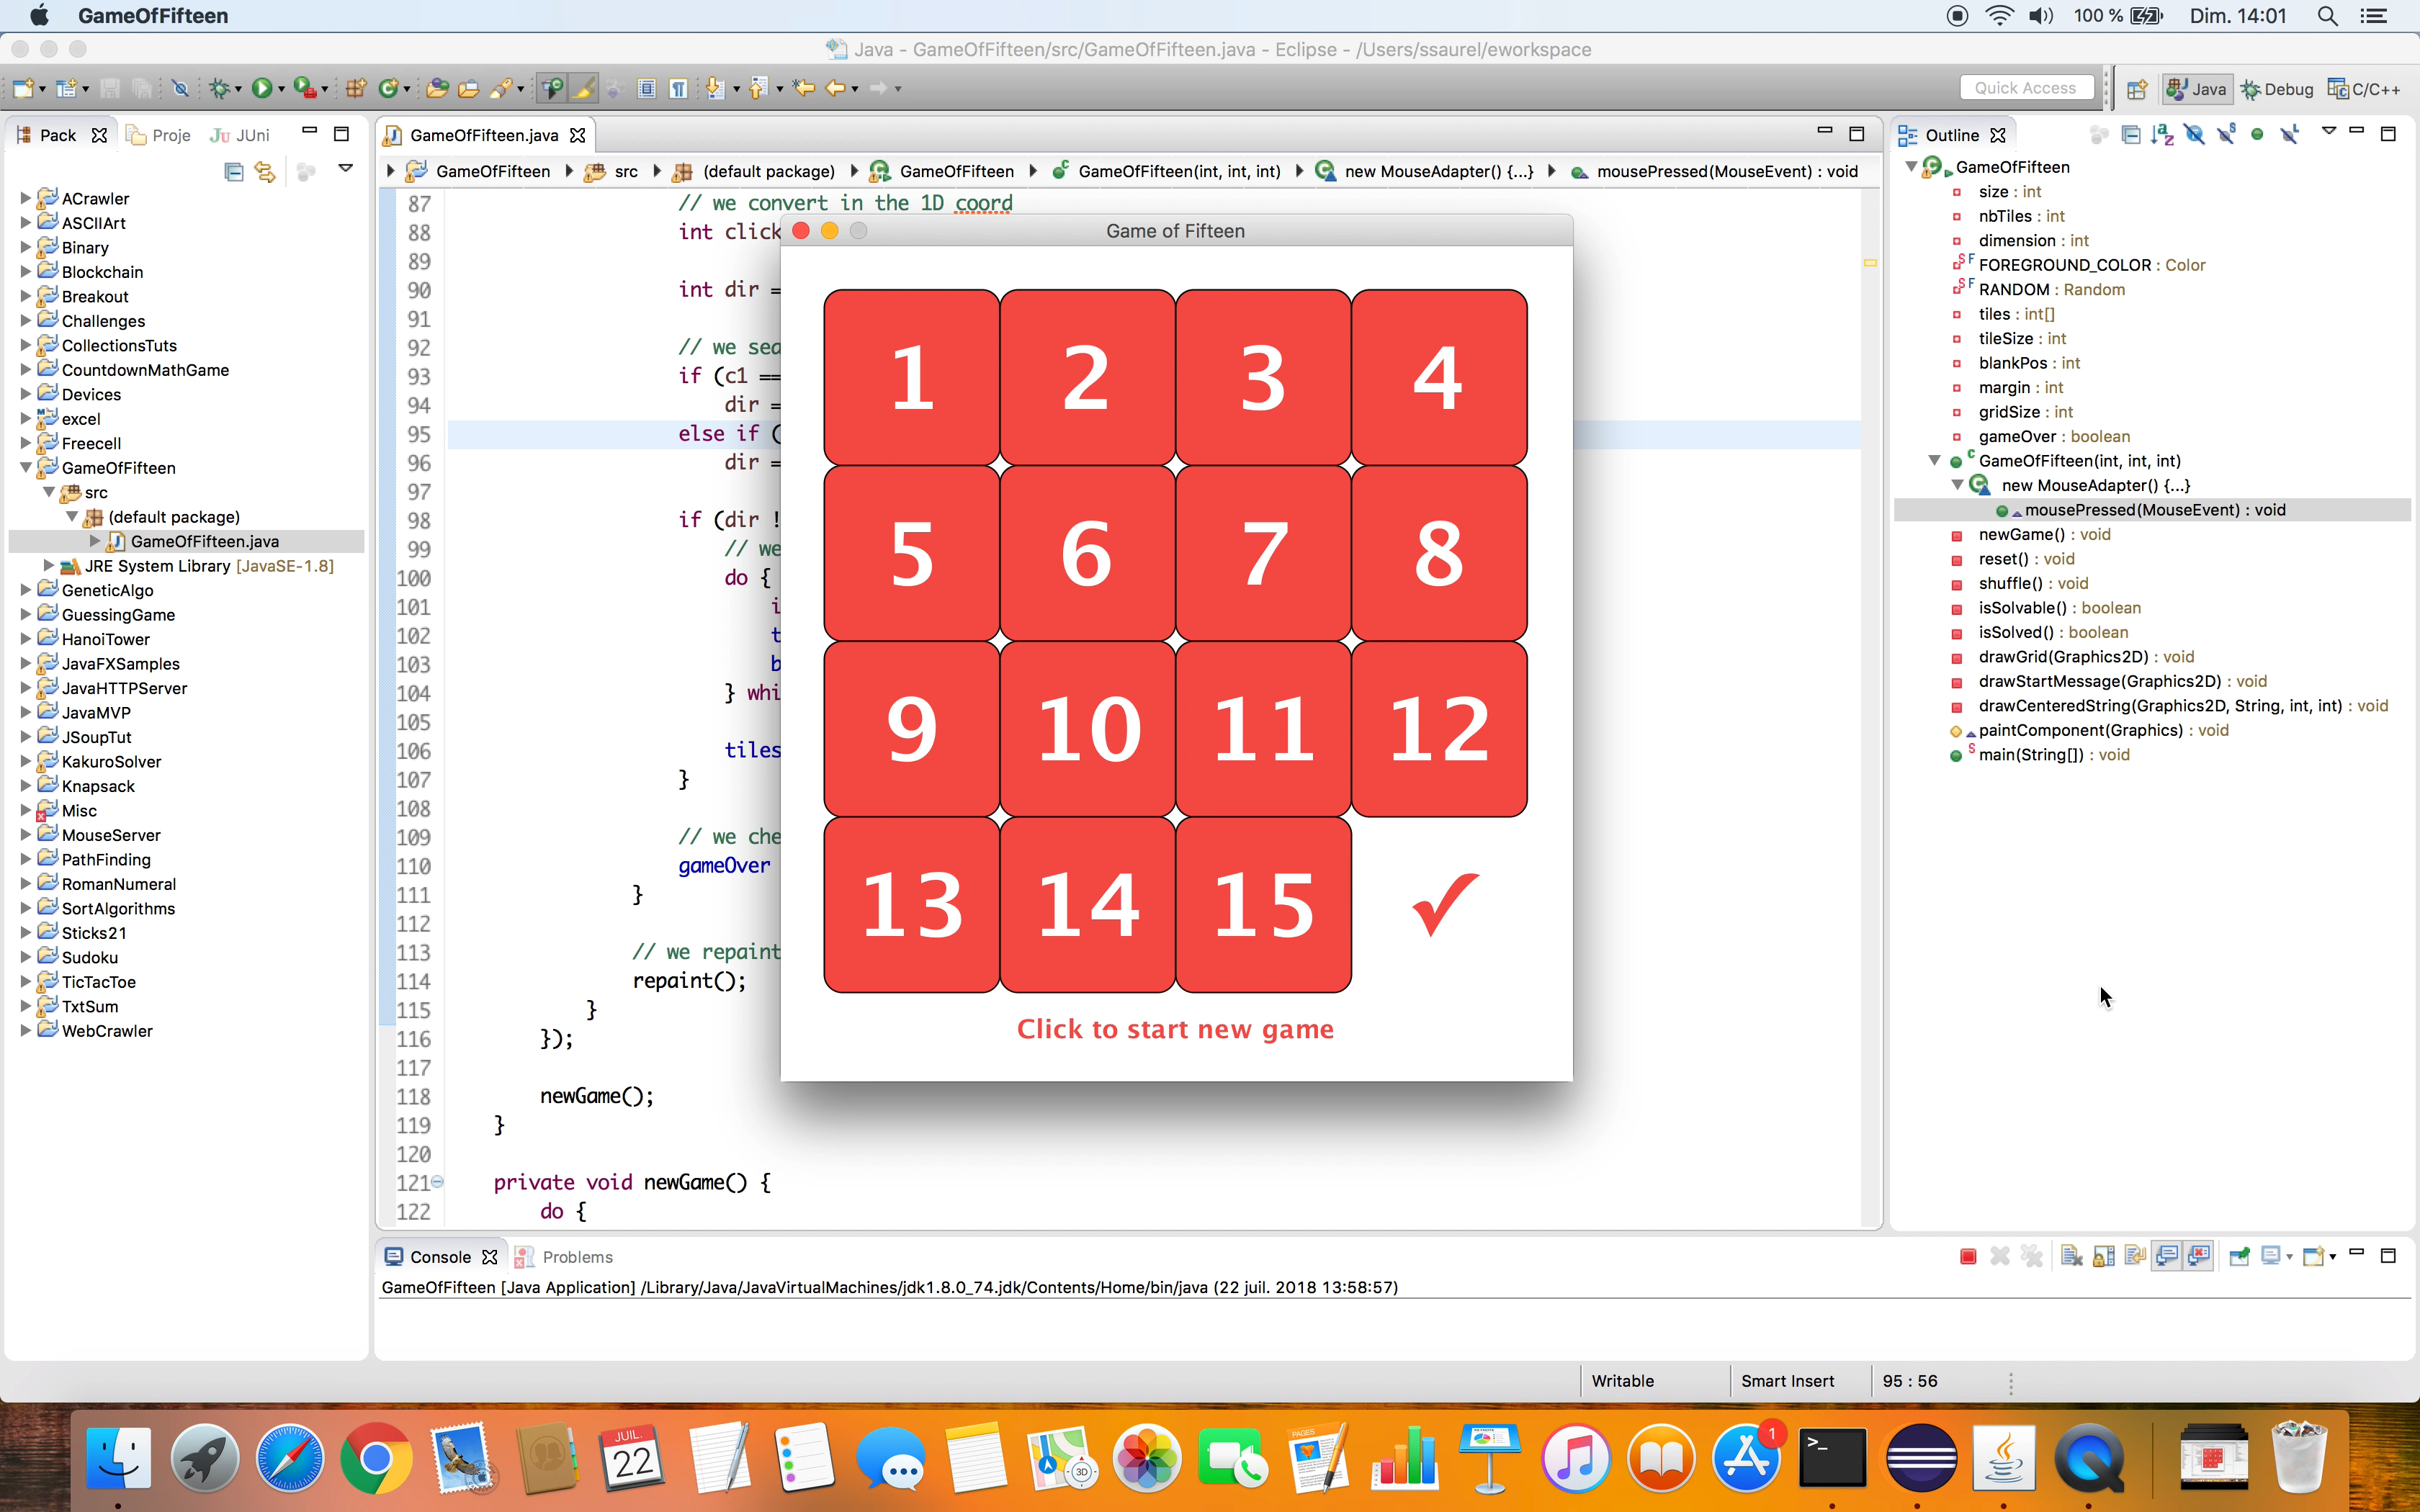 GameOfFifteen
100 %
Dim. 14:01
Java - GameOfFifteen/src/GameOfFifteen.java - Eclipse - /Users/ssaurel/eworkspace
Quick Access
Java
Debug
C/C++
Pack
Proje
JUni
ACrawler
ASCIIArt
Binary
Blockchain
Breakout
Challenges
CollectionsTuts
CountdownMathGame
Devices
excel
Freecell
GameOfFifteen
src
(default package)
GameOfFifteen.java
JRE System Library [JavaSE-1.8]
GeneticAlgo
GuessingGame
HanoiTower
JavaFXSamples
JavaHTTPServer
JavaMVP
JSoupTut
KakuroSolver
Knapsack
Misc
MouseServer
PathFinding
RomanNumeral
SortAlgorithms
Sticks21
Sudoku
TicTacToe
TxtSum
WebCrawler
GameOfFifteen.java
GameOfFifteen src (default package) GameOfFifteen GameOfFifteen(int, int, int) new MouseAdapter() {...} mousePressed(MouseEvent) : void
87 // we convert in the 1D coord
88 int click
89
90 int dir =
91
92 // we sea
93 if (c1 ==
94 dir =
95 else if (
96 dir =
97
98 if (dir !
99 // we
100 do {
101 i
102 t
103 b
104 } whi
105
106 tiles
107 }
108
109 // we che
110 gameOver
111 }
112
113 // we repaint
114 repaint();
115 }
116 });
117
118 newGame();
119 }
120
121 private void newGame() {
122 do {
Game of Fifteen
1 2 3 4
5 6 7 8
9 10 11 12
13 14 15 ✓
Click to start new game
Outline
GameOfFifteen
size : int
nbTiles : int
dimension : int
FOREGROUND_COLOR : Color
RANDOM : Random
tiles : int[]
tileSize : int
blankPos : int
margin : int
gridSize : int
gameOver : boolean
GameOfFifteen(int, int, int)
new MouseAdapter() {...}
mousePressed(MouseEvent) : void
newGame() : void
reset() : void
shuffle() : void
isSolvable() : boolean
isSolved() : boolean
drawGrid(Graphics2D) : void
drawStartMessage(Graphics2D) : void
drawCenteredString(Graphics2D, String, int, int) : void
paintComponent(Graphics) : void
main(String[]) : void
Console
Problems
GameOfFifteen [Java Application] /Library/Java/JavaVirtualMachines/jdk1.8.0_74.jdk/Contents/Home/bin/java (22 juil. 2018 13:58:57)
Writable
Smart Insert
95 : 56
JUIL.
22
3D
PAGES
1
>_